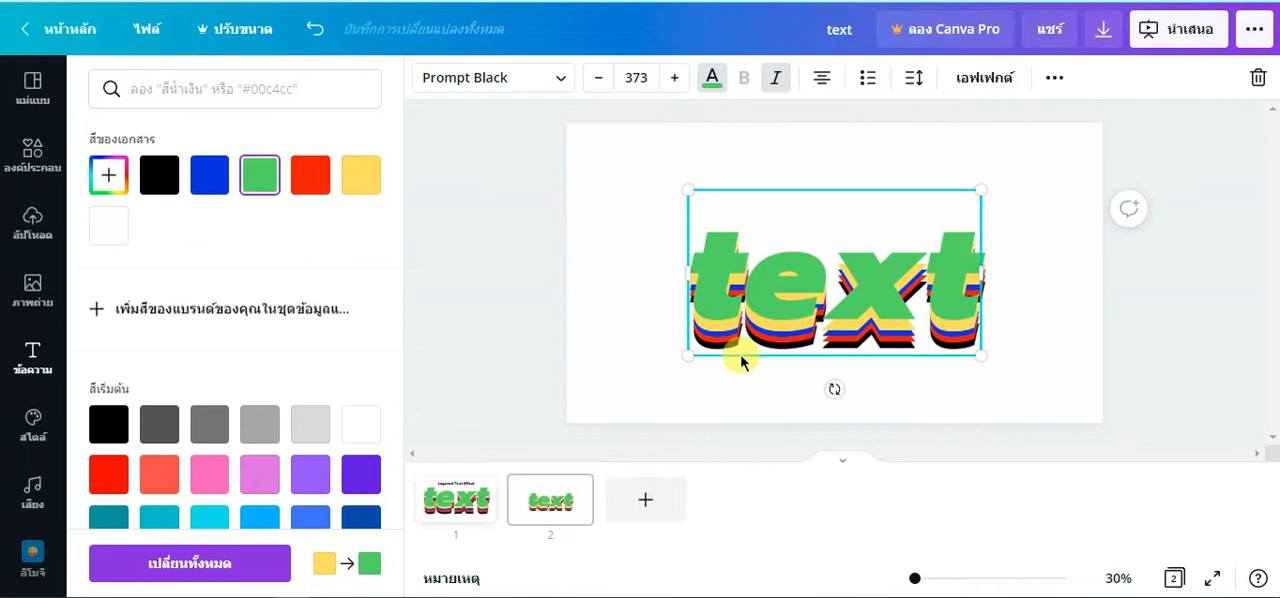 หน้าหลัก
ไฟล์
ปรับขนาด
บันทึกการเปลี่ยนแปลงทั้งหมด
text
ลอง Canva Pro
แชร์
นำเสนอ
แม่แบบ
องค์ประกอบ
อัปโหลด
ภาพถ่าย
ข้อความ
สไตล์
เสียง
อิโมจิ
ลอง "สีน้ำเงิน" หรือ "#00c4cc"
สีของเอกสาร
เพิ่มสีของแบรนด์ของคุณในชุดข้อมูลแ...
สีเริ่มต้น
เปลี่ยนทั้งหมด
Prompt Black
373
A
B
I
เอฟเฟกต์
text
Layered Text Effect
text
1
text
2
หมายเหตุ
30%
2